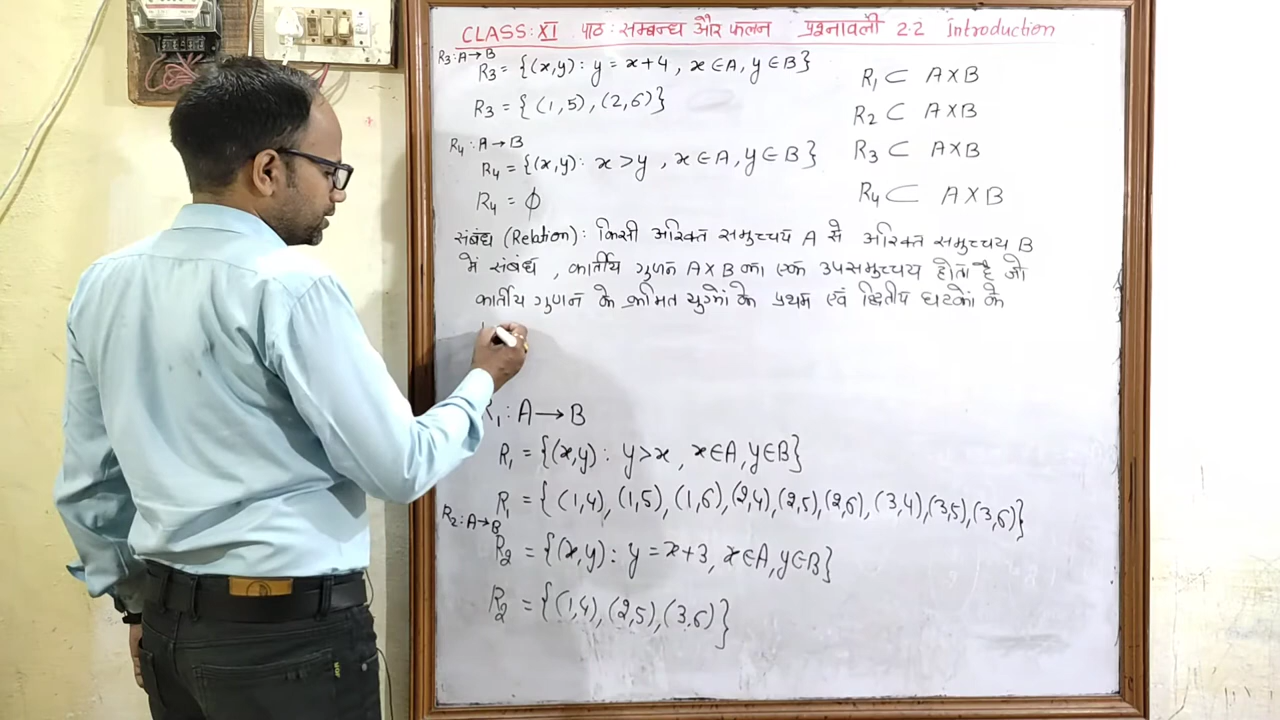 CLASS: XI पाठ: सम्बन्ध और फलन प्रश्नावली 2.2 Introduction
R₃: A→B
R₃ = {(x,y): y = x+4, x∈A, y∈B}
R₁ ⊂ A×B
R₃ = {(1,5), (2,6)}
R₂ ⊂ A×B
R₄: A→B
R₃ ⊂ A×B
R₄ = {(x,y): x>y, x∈A, y∈B}
R₄ = ϕ
R₄ ⊂ A×B
संबंध (Relation): किसी अरिक्त समुच्चय A से अरिक्त समुच्चय B
में संबंध, कार्तीय गुणन A×B का एक उपसमुच्चय होता है जो
कार्तीय गुणन के क्रमित युग्मों के प्रथम एवं द्वितीय घटकों के
R₁: A→B
R₁ = {(x,y): y>x, x∈A, y∈B}
R₁ = {(1,4), (1,5), (1,6), (2,4), (2,5), (2,6), (3,4), (3,5), (3,6)}
R₂: A→B
R₂ = {(x,y): y = x+3, x∈A, y∈B}
R₂ = {(1,4), (2,5), (3,6)}